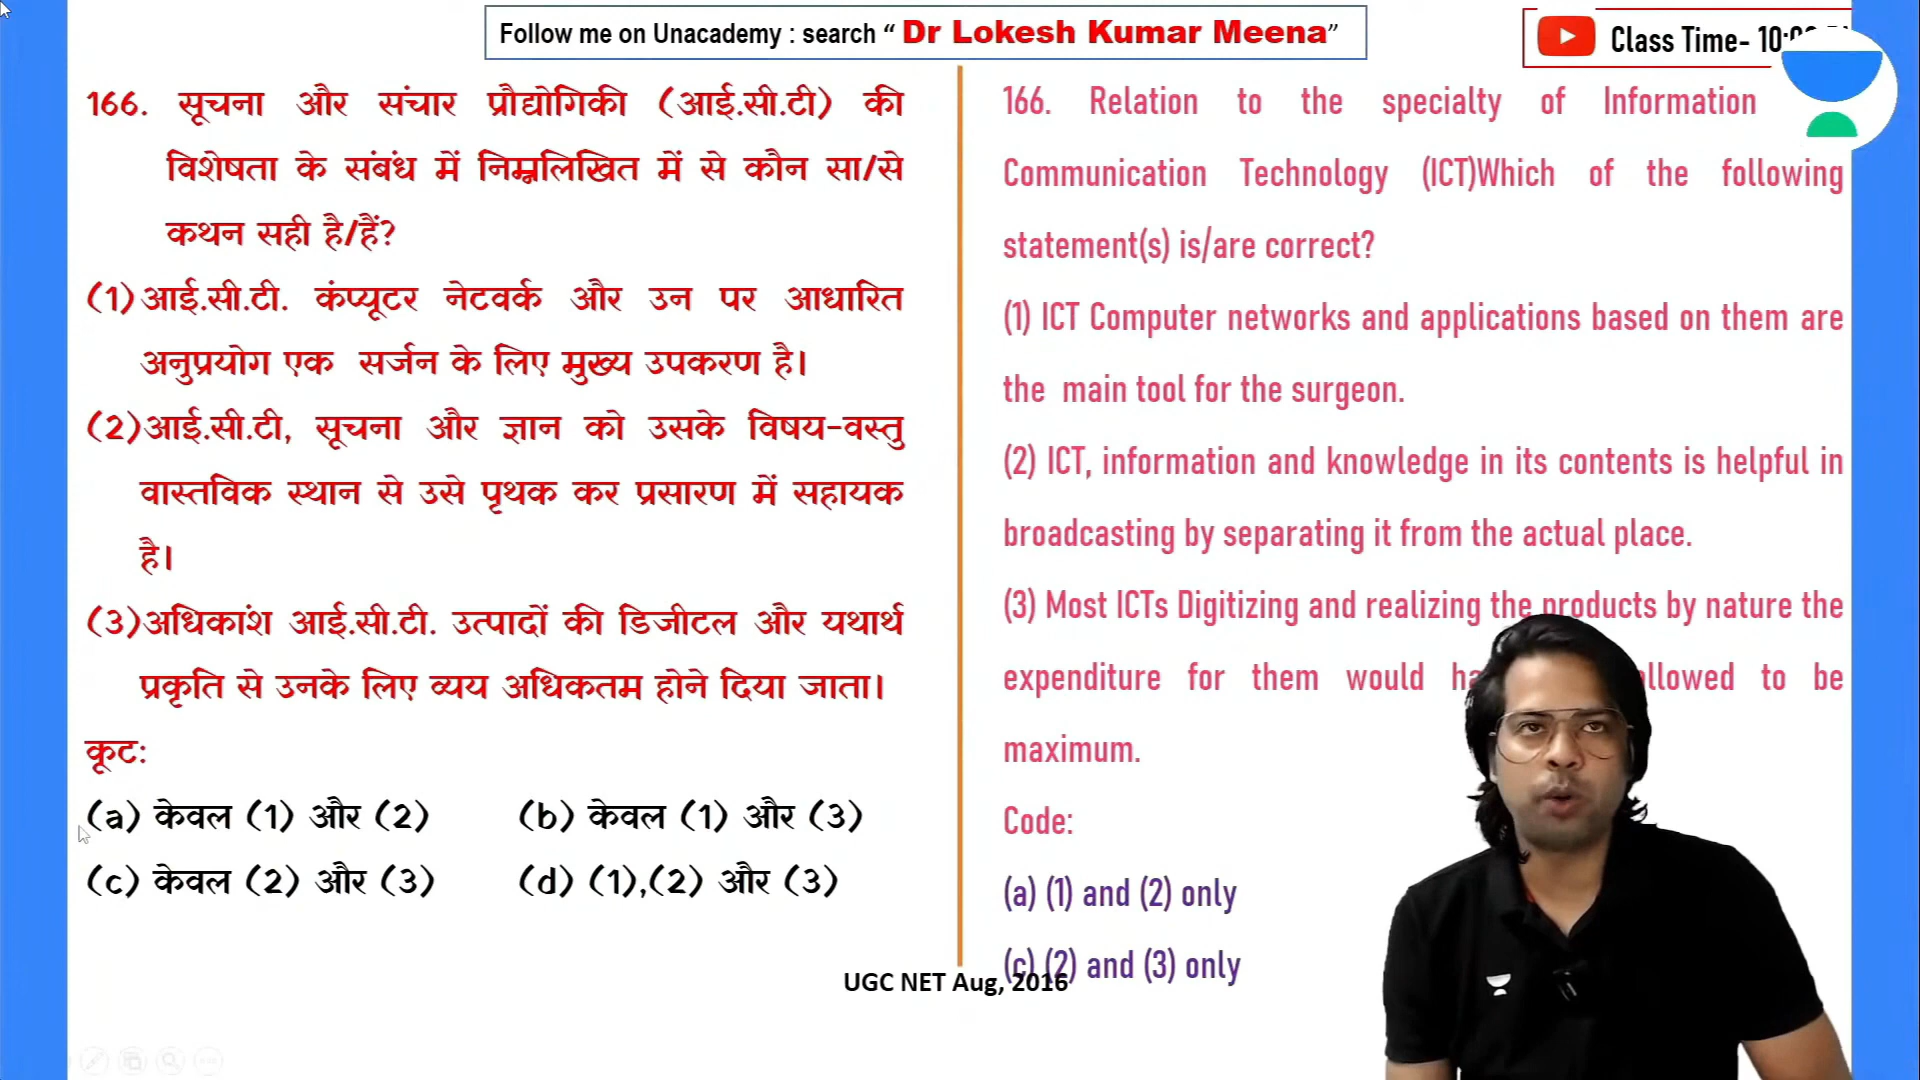 Follow me on Unacademy : search “ Dr Lokesh Kumar Meena”
Class Time- 10:
166. सूचना और संचार प्रौद्योगिकी (आई.सी.टी) की
विशेषता के संबंध में निम्नलिखित में से कौन सा/से
कथन सही है/हैं?
(1)आई.सी.टी. कंप्यूटर नेटवर्क और उन पर आधारित
अनुप्रयोग एक सर्जन के लिए मुख्य उपकरण है।
(2)आई.सी.टी, सूचना और ज्ञान को उसके विषय-वस्तु
वास्तविक स्थान से उसे पृथक कर प्रसारण में सहायक
है।
(3)अधिकांश आई.सी.टी. उत्पादों की डिजीटल और यथार्थ
प्रकृति से उनके लिए व्यय अधिकतम होने दिया जाता।
कूट:
(a) केवल (1) और (2) (b) केवल (1) और (3)
(c) केवल (2) और (3) (d) (1),(2) और (3)
166. Relation to the specialty of Information
Communication Technology (ICT)Which of the following
statement(s) is/are correct?
(1) ICT Computer networks and applications based on them are
the main tool for the surgeon.
(2) ICT, information and knowledge in its contents is helpful in
broadcasting by separating it from the actual place.
(3) Most ICTs Digitizing and realizing the products by nature the
expenditure for them would allowed to be
maximum.
Code:
(a) (1) and (2) only
(c) (2) and (3) only
UGC NET Aug, 2016